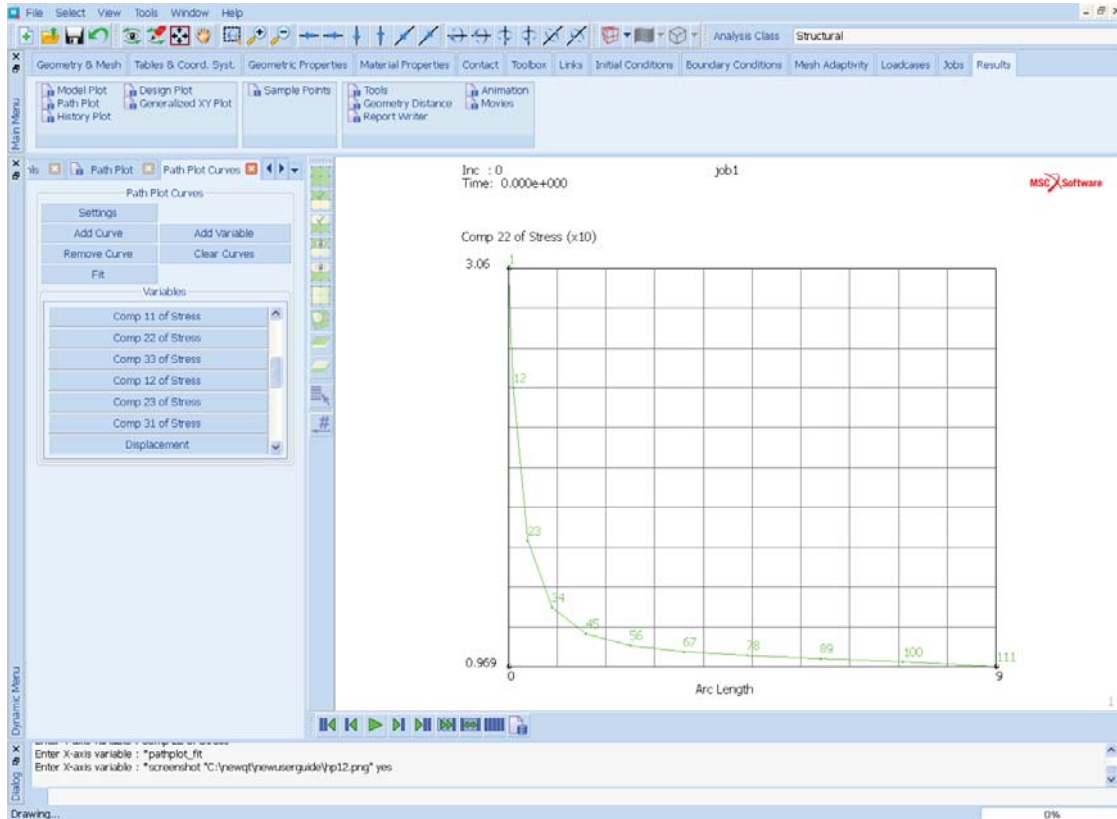 File Select View Tools Window Help
Analysis Class Structural
Geometry & Mesh Tables & Coord. Syst. Geometric Properties Material Properties Contact Toolbox Links Initial Conditions Boundary Conditions Mesh Adaptivity Loadcases Jobs Results
Main Menu
Model Plot Design Plot Sample Points Tools Animation
Path Plot Generalized XY Plot Geometry Distance Movies
History Plot Report Writer
Path Plot Path Plot Curves
Path Plot Curves
Settings
Add Curve Add Variable
Remove Curve Clear Curves
Fit
Variables
Comp 11 of Stress
Comp 22 of Stress
Comp 33 of Stress
Comp 12 of Stress
Comp 23 of Stress
Comp 31 of Stress
Displacement
Dynamic Menu
Inc : 0 job1
Time: 0.000e+000
MSC Software
Comp 22 of Stress (x10)
3.06
1
12
23
34
45
56
67
78
89
100
111
0.969
0 9
Arc Length
1
Dialog
Enter X-axis variable : *pathplot_fit
Enter X-axis variable : *screenshot "C:\newqt\newuserguide\hp12.png" yes
Drawing... 0%